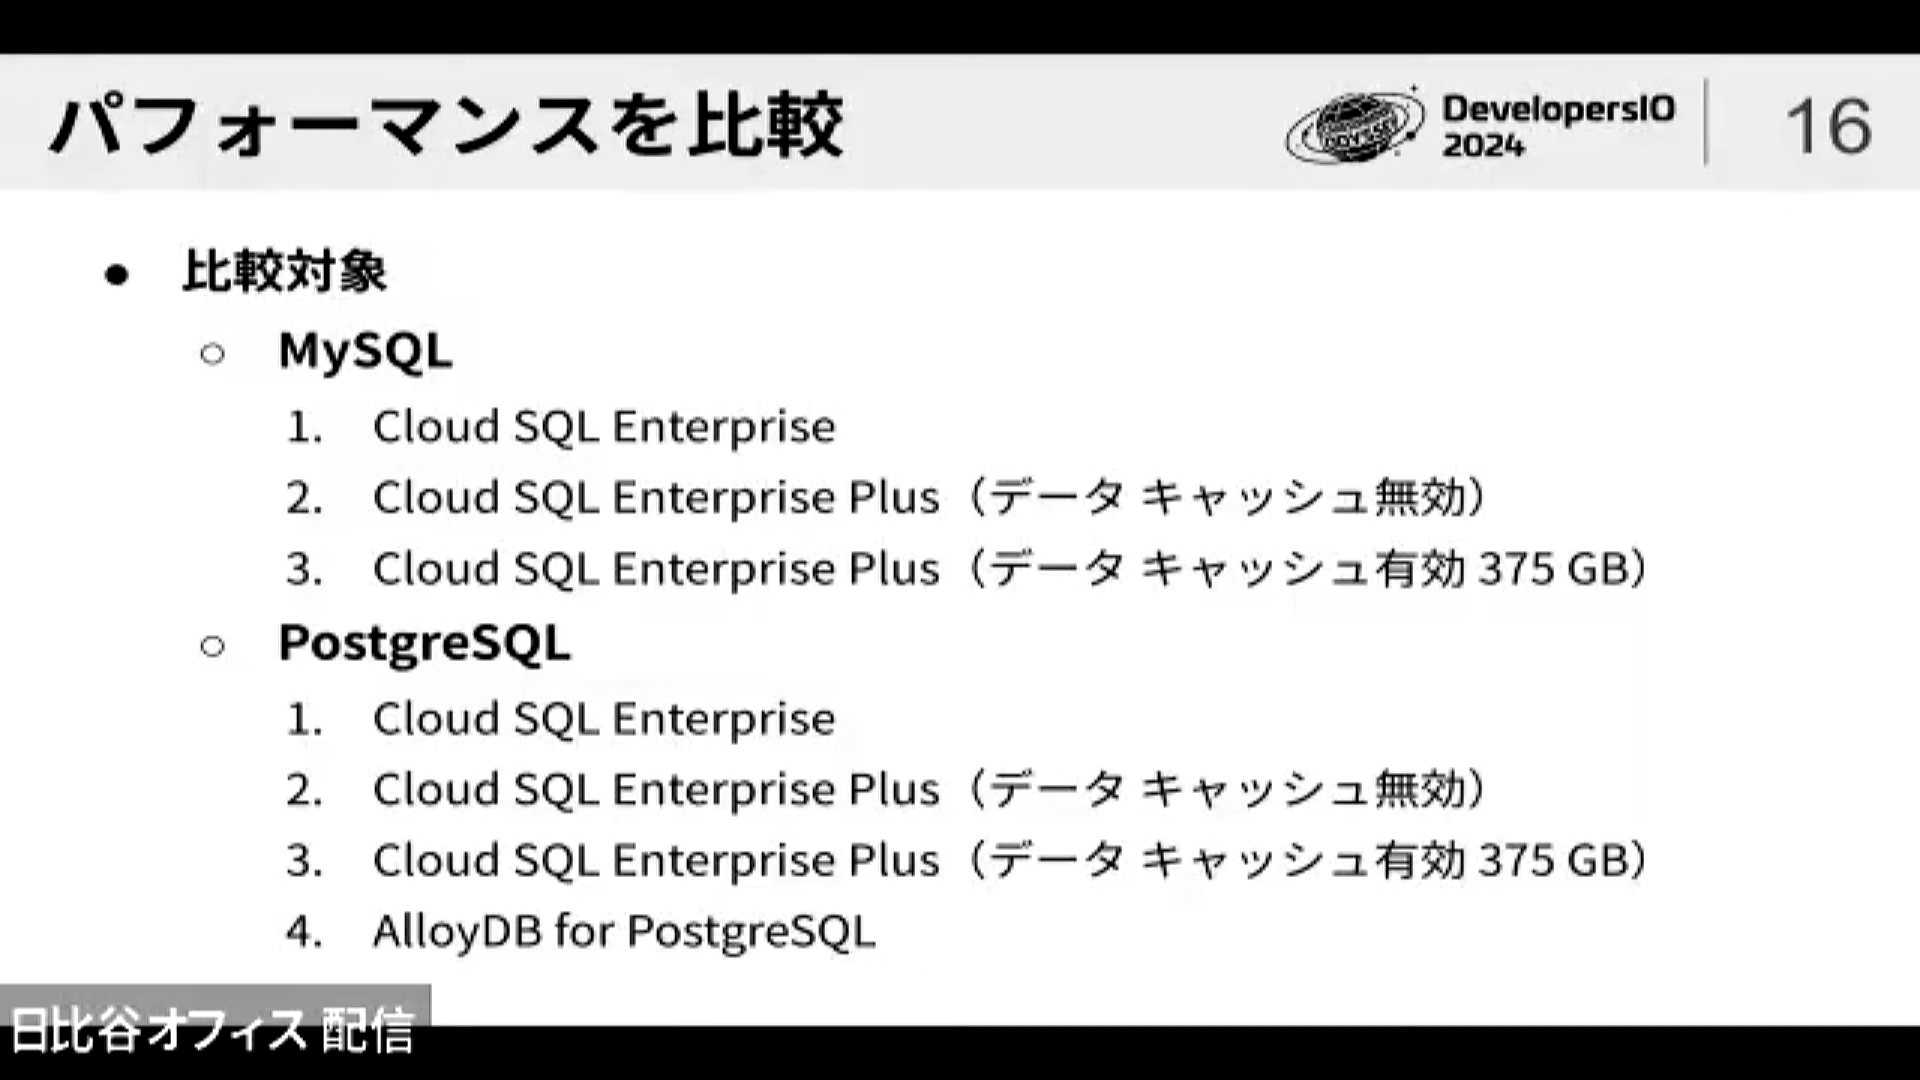 パフォーマンスを比較
DevelopersIO
2024
16
● 比較対象
○ MySQL
1. Cloud SQL Enterprise
2. Cloud SQL Enterprise Plus（データ キャッシュ無効）
3. Cloud SQL Enterprise Plus（データ キャッシュ有効 375 GB）
○ PostgreSQL
1. Cloud SQL Enterprise
2. Cloud SQL Enterprise Plus（データ キャッシュ無効）
3. Cloud SQL Enterprise Plus（データ キャッシュ有効 375 GB）
4. AlloyDB for PostgreSQL
日比谷オフィス 配信